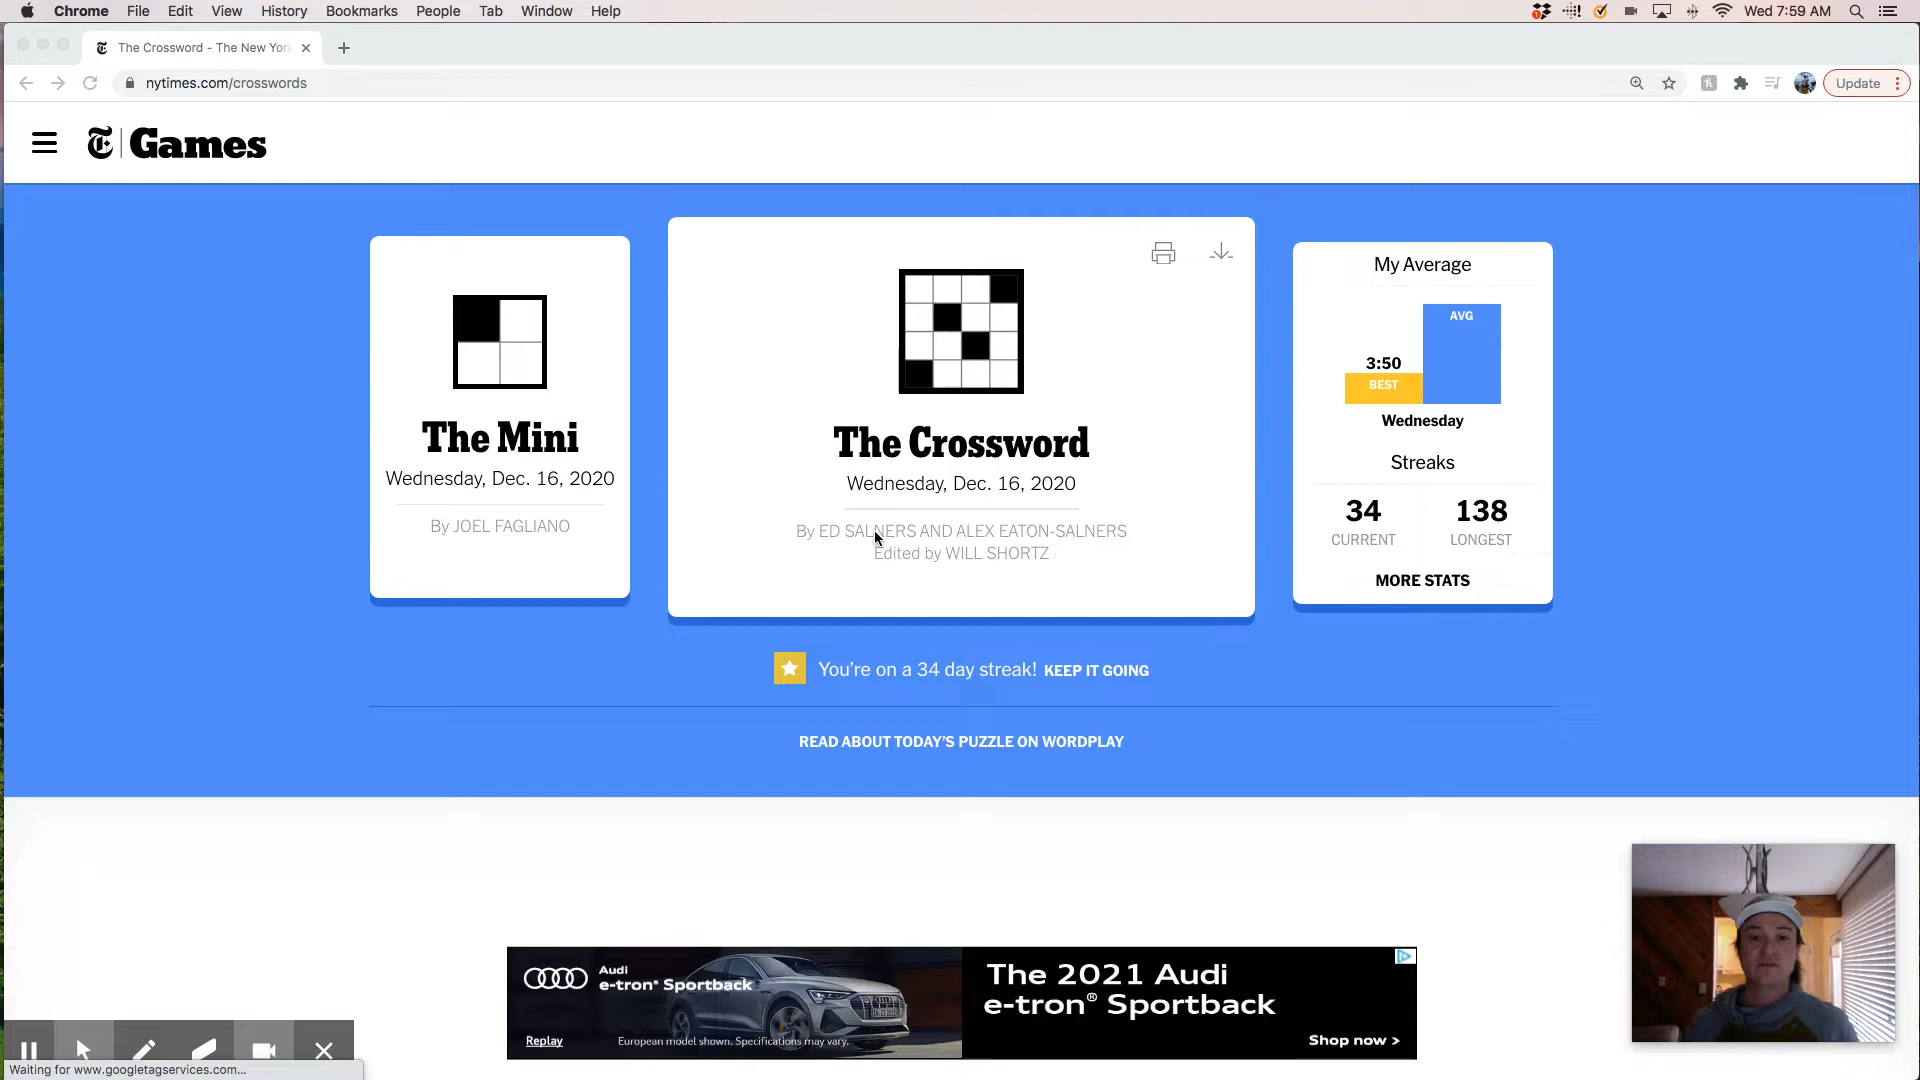 Chrome File Edit View History Bookmarks People Tab Window Help
Wed 7:59 AM
The Crossword - The New Yor
nytimes.com/crosswords
Update
Games
The Mini
Wednesday, Dec. 16, 2020
By JOEL FAGLIANO
The Crossword
Wednesday, Dec. 16, 2020
By ED SALNERS AND ALEX EATON-SALNERS
Edited by WILL SHORTZ
My Average
AVG
3:50
BEST
Wednesday
Streaks
34 138
CURRENT LONGEST
MORE STATS
You're on a 34 day streak! KEEP IT GOING
READ ABOUT TODAY'S PUZZLE ON WORDPLAY
Audi
e-tron® Sportback
Replay
European model shown. Specifications may vary.
The 2021 Audi
e-tron® Sportback
Shop now >
Waiting for www.googletagservices.com...